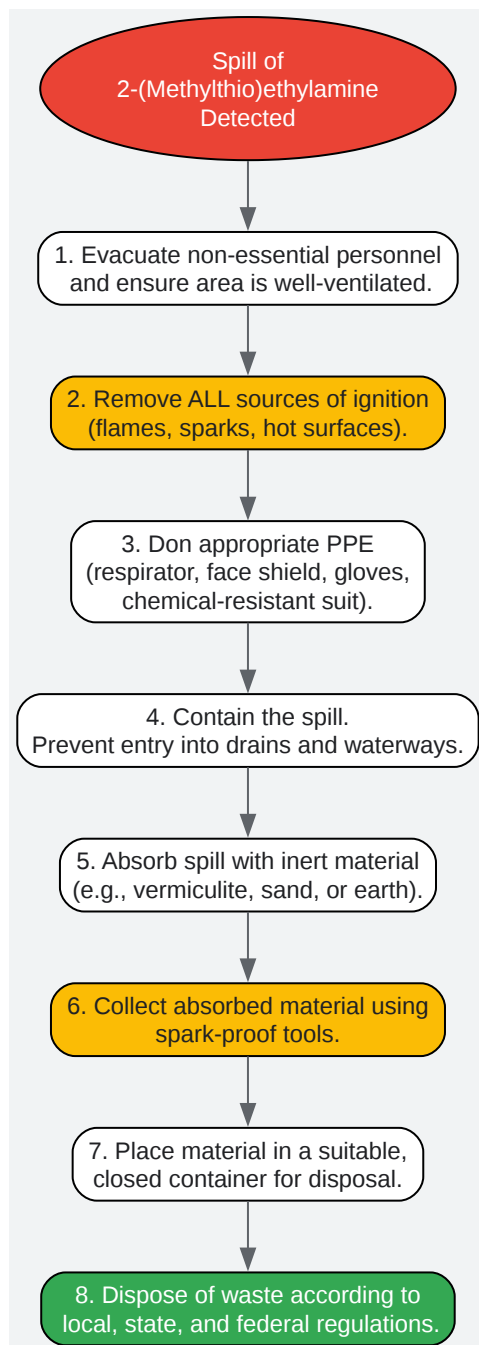 Spill of
2-(Methylthio)ethylamine
Detected
1. Evacuate non-essential personnel
and ensure area is well-ventilated.
2. Remove ALL sources of ignition
(flames, sparks, hot surfaces).
3. Don appropriate PPE
(respirator, face shield, gloves,
chemical-resistant suit).
4. Contain the spill.
Prevent entry into drains and waterways.
5. Absorb spill with inert material
(e.g., vermiculite, sand, or earth).
6. Collect absorbed material using
spark-proof tools.
7. Place material in a suitable,
closed container for disposal.
8. Dispose of waste according to
local, state, and federal regulations.